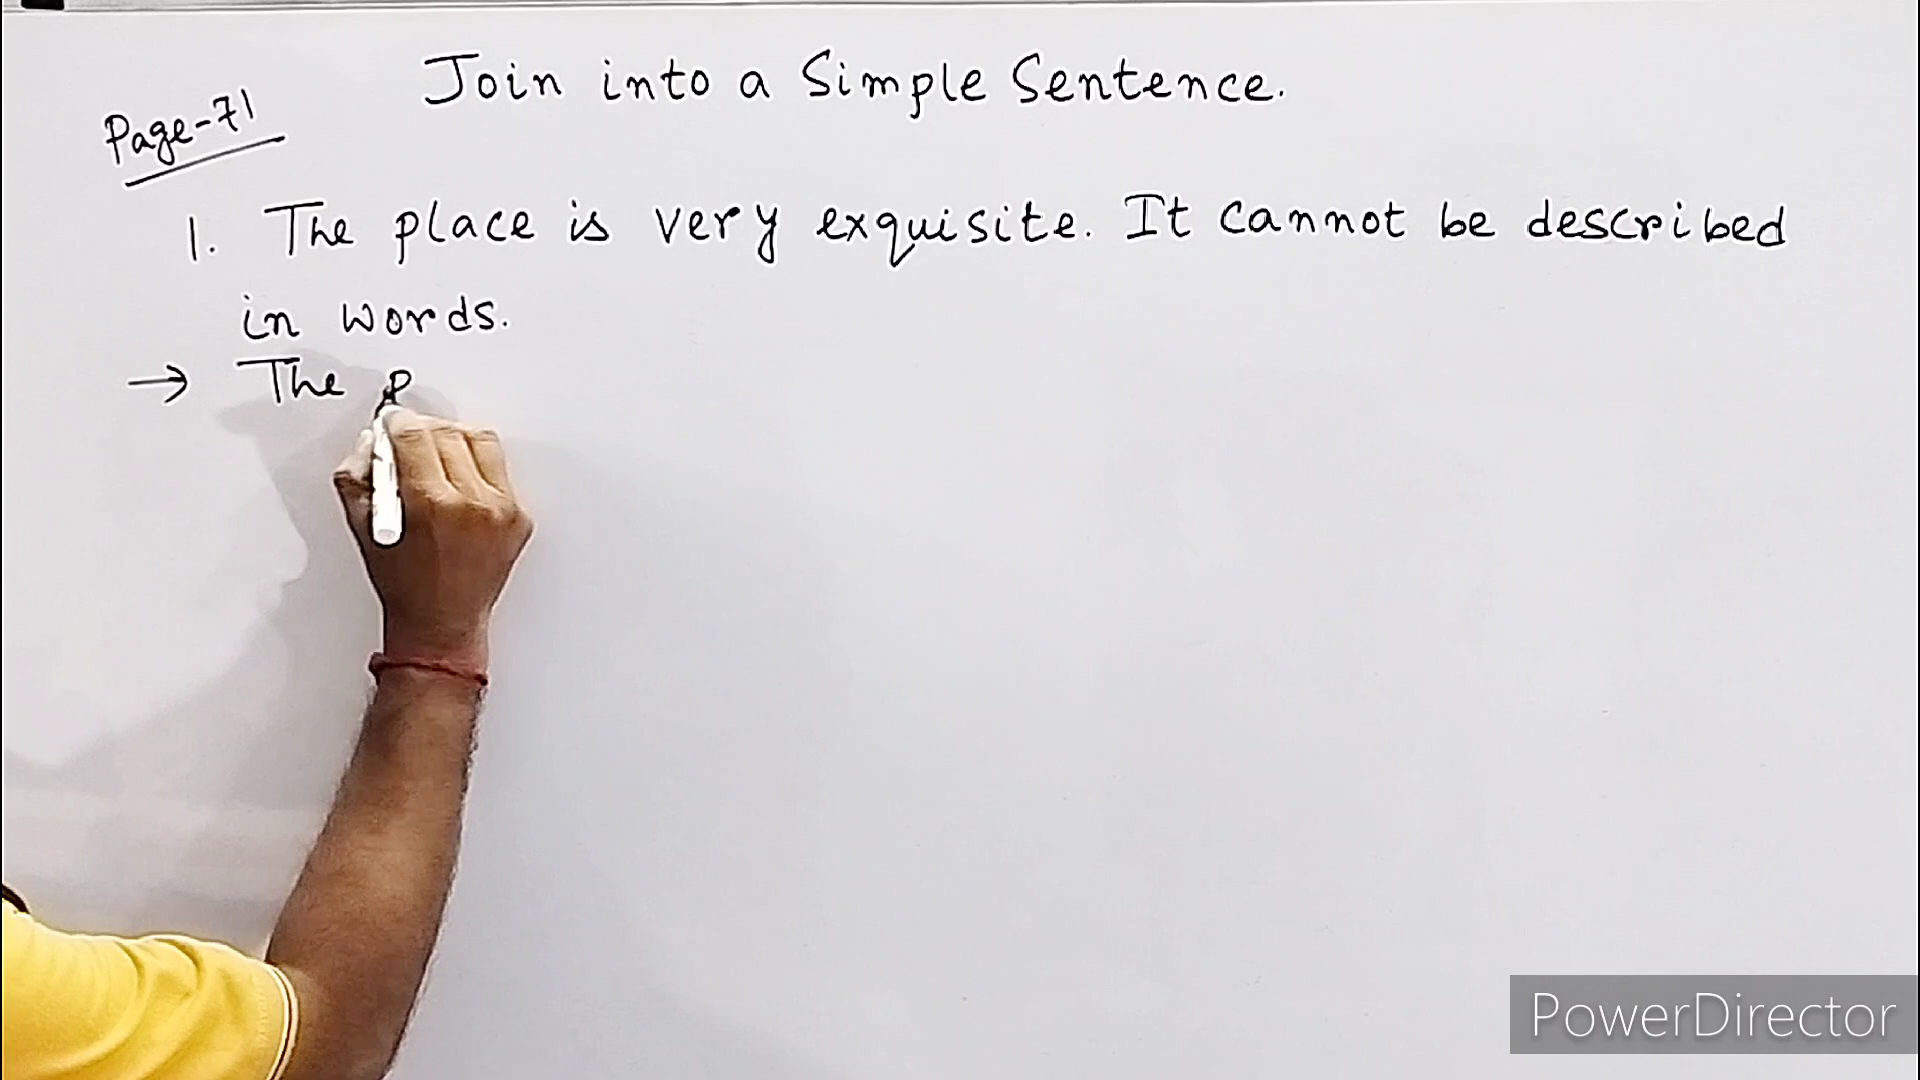 Join into a Simple Sentence.
Page-71
1. The place is very exquisite. It cannot be described
in words.
→ The P
PowerDirector